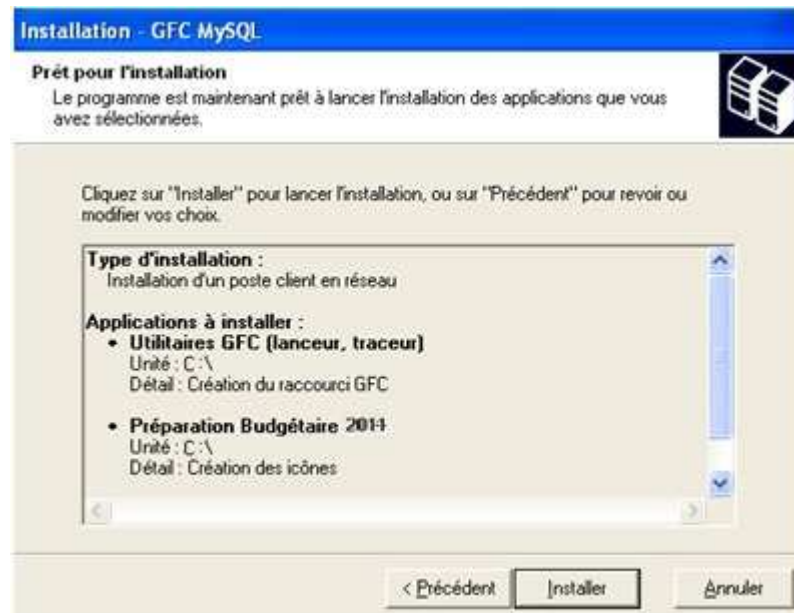 Installation - GFC MySQL
Prêt pour l'installation
Le programme est maintenant prêt à lancer l'installation des applications que vous
avez sélectionnées.
Cliquez sur "Installer" pour lancer l'installation, ou sur "Précédent" pour revoir ou
modifier vos choix.
Type d'installation :
Installation d'un poste client en réseau
Applications à installer :
• Utilitaires GFC (lanceur, traceur)
Unité : C:\
Détail : Création du raccourci GFC
• Préparation Budgétaire 2011
Unité : C:\
Détail : Création des icônes
< Précédent Installer Annuler